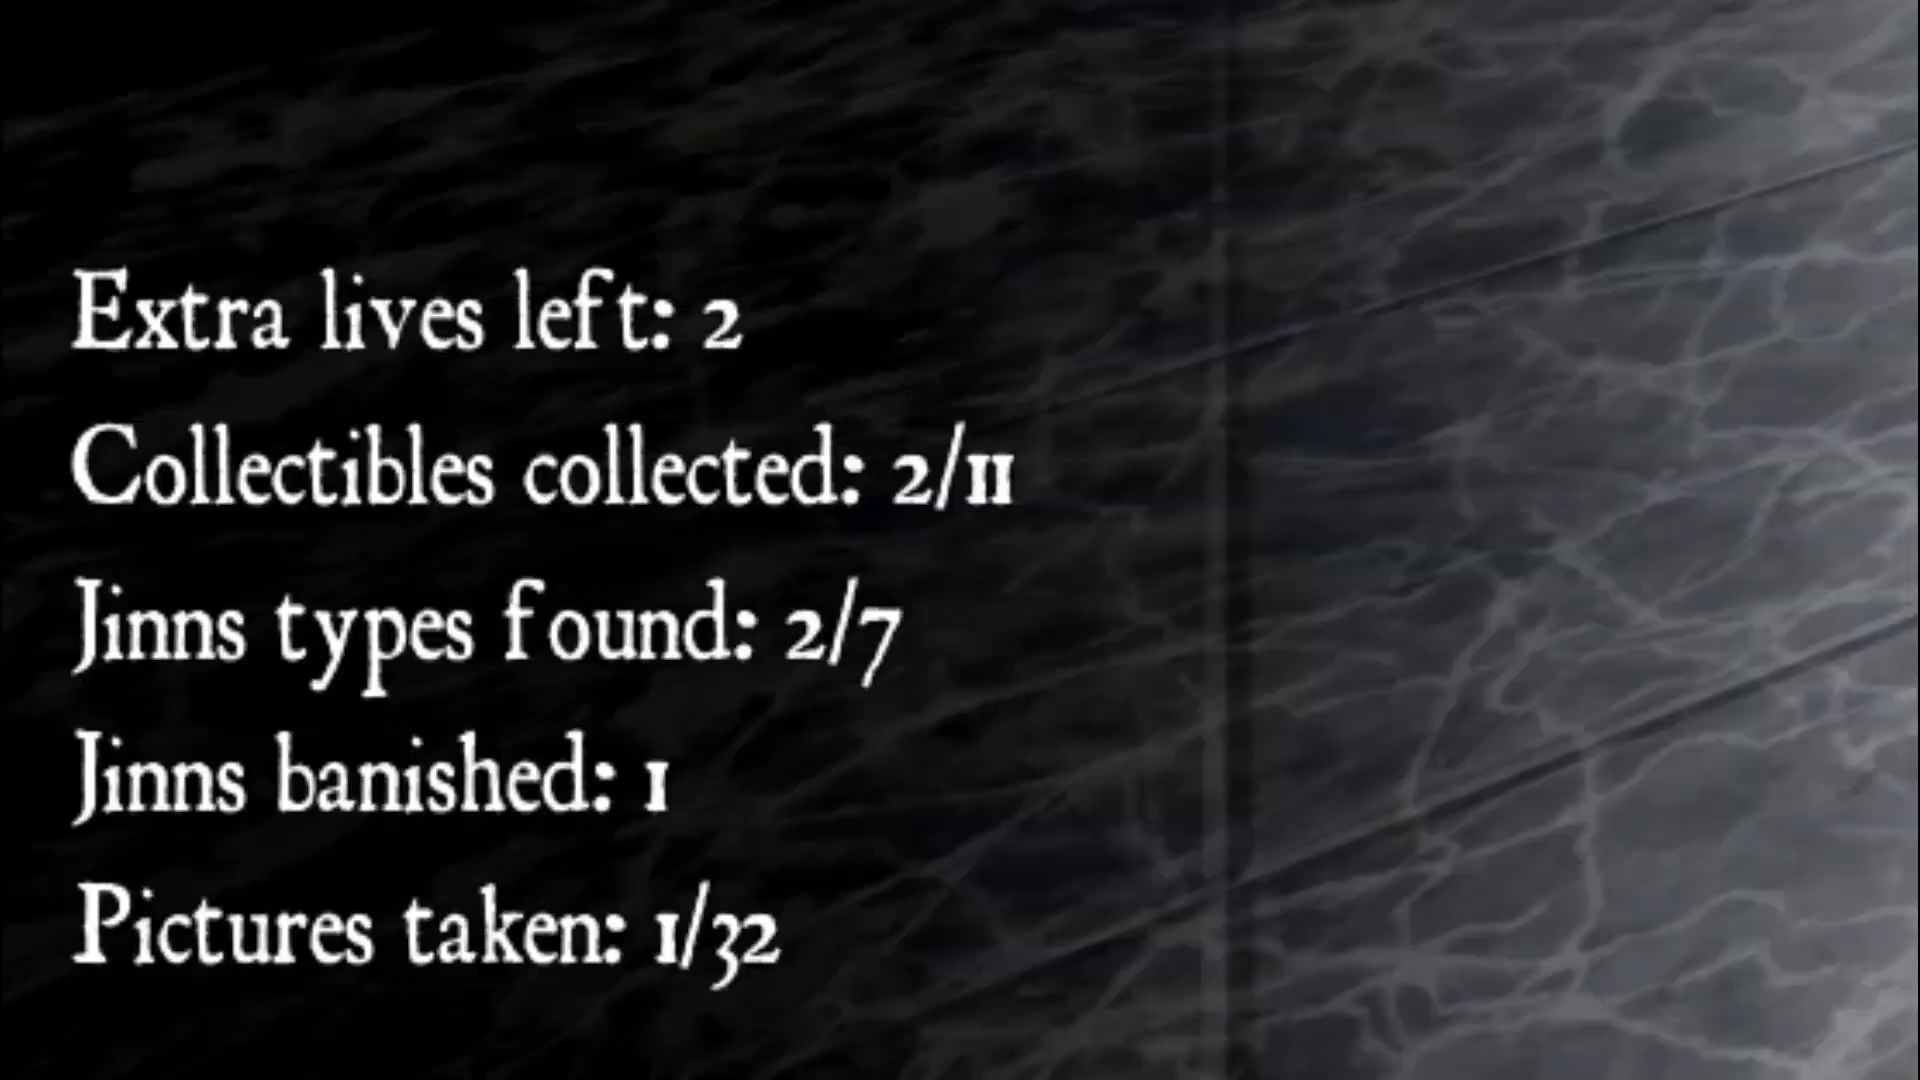 Extra lives left: 2
Collectibles collected: 2/11
Jinns types found: 2/7
Jinns banished: 1
Pictures taken: 1/32